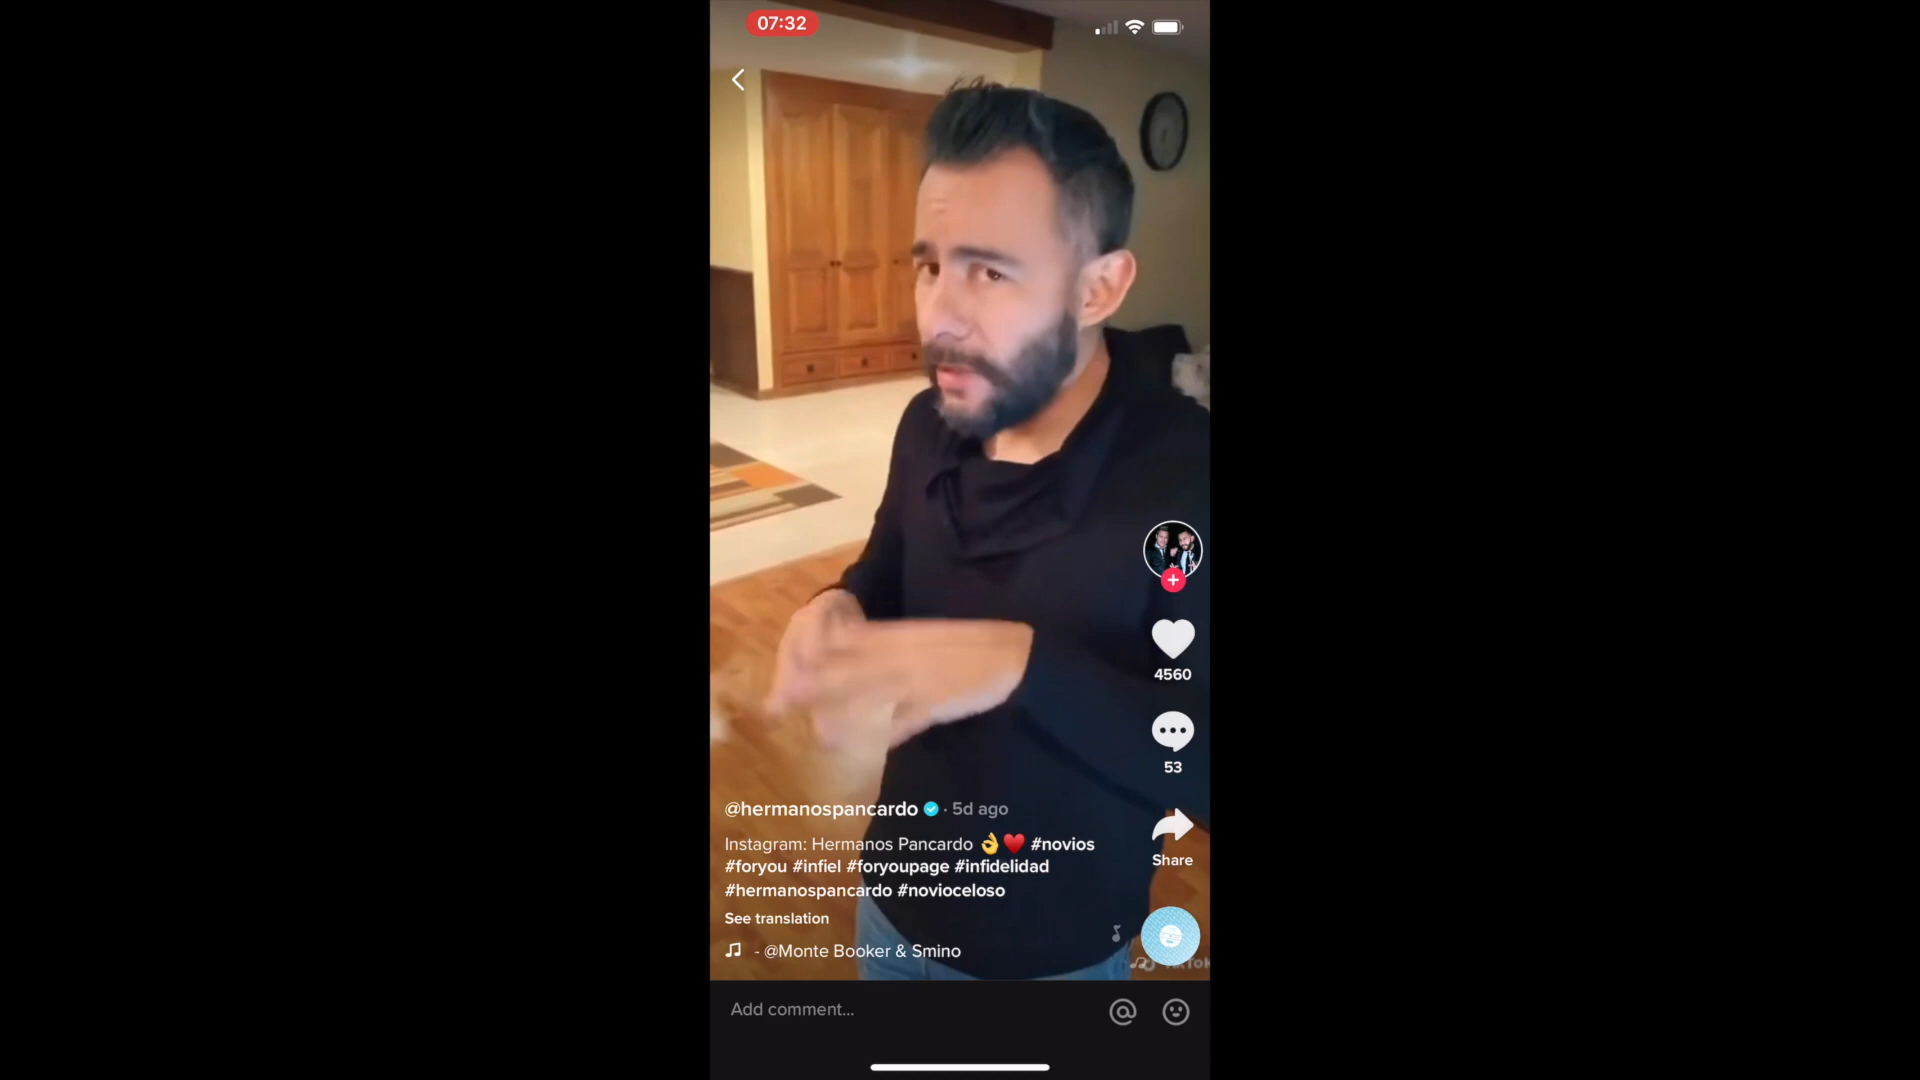 07:32
4560
53
@hermanospancardo · 5d ago
Instagram: Hermanos Pancardo 👌♥️ #novios
#foryou #infiel #foryoupage #infidelidad
#hermanospancardo #novioceloso
Share
See translation
- @Monte Booker & Smino
TikTok
Add comment...